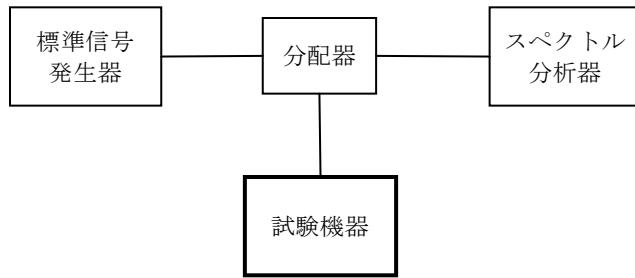 標準信号
発生器
分配器
スペクトル
分析器
試験機器